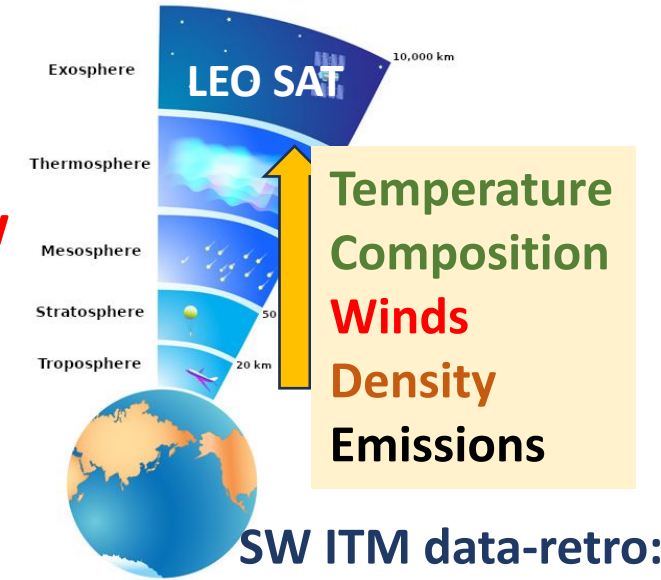 10,000 km
Exosphere
LEO SAT
Thermosphere
Temperature
Composition
Mesosphere
Winds
Stratosphere
50
Troposphere
20 km
Density
Emissions
SW ITM data-retro: